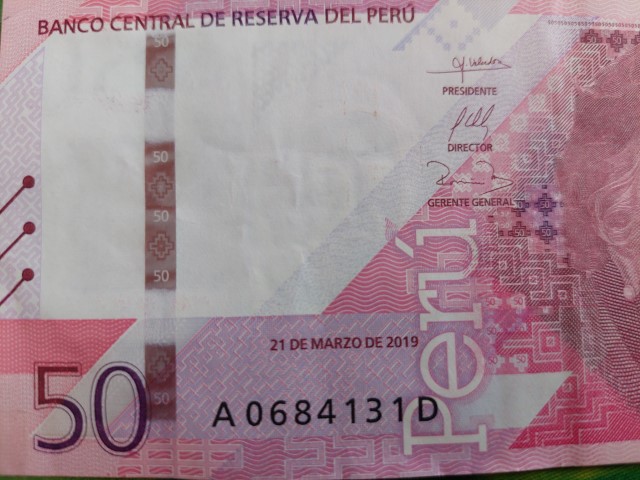 BANCO CENTRAL DE RESERVA DEL PERÚ
50
PRESIDENTE
DIRECTOR
GERENTE GENERAL
50
50
50
Perú
21 DE MARZO DE 2019
50
50
A0684131D